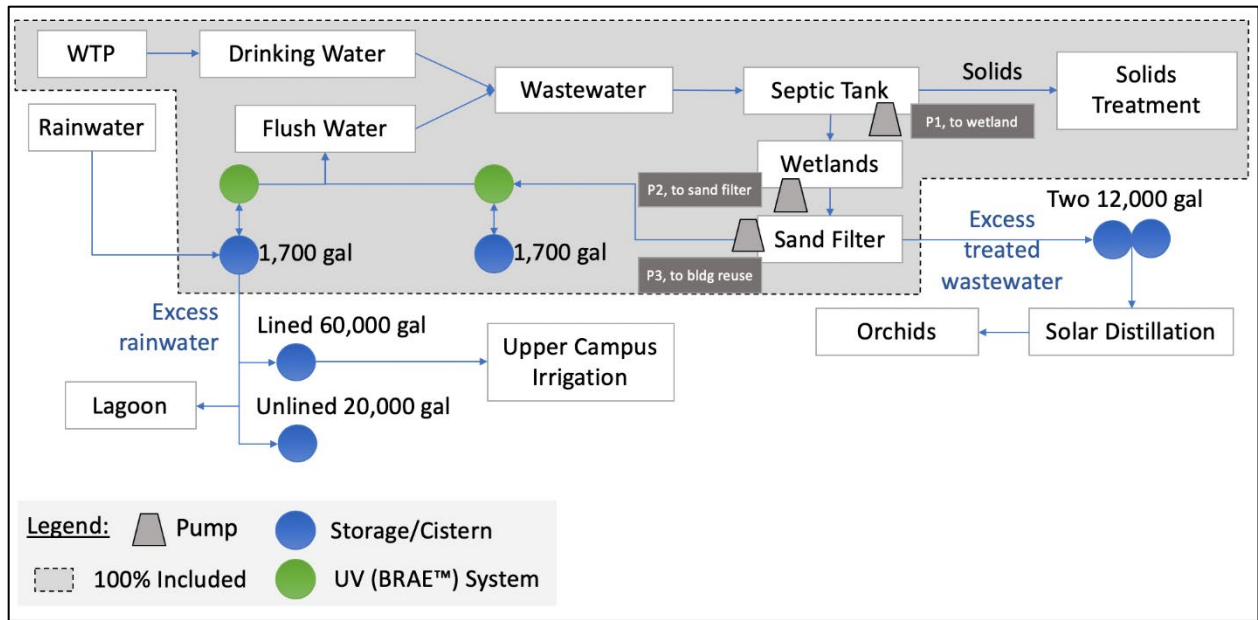 WTP
Drinking Water
Wastewater
Septic Tank
Solids
Solids
Treatment
Rainwater
Flush Water
P1, to wetland
Wetlands
P2, to sand filter
Two 12,000 gal
1,700 gal
1,700 gal
Sand Filter
Excess
treated
wastewater
P3, to bldg reuse
Excess
rainwater
Lined 60,000 gal
Upper Campus
Irrigation
Orchids
Solar Distillation
Lagoon
Unlined 20,000 gal
Legend:
Pump
Storage/Cistern
100% Included
UV (BRAE™) System